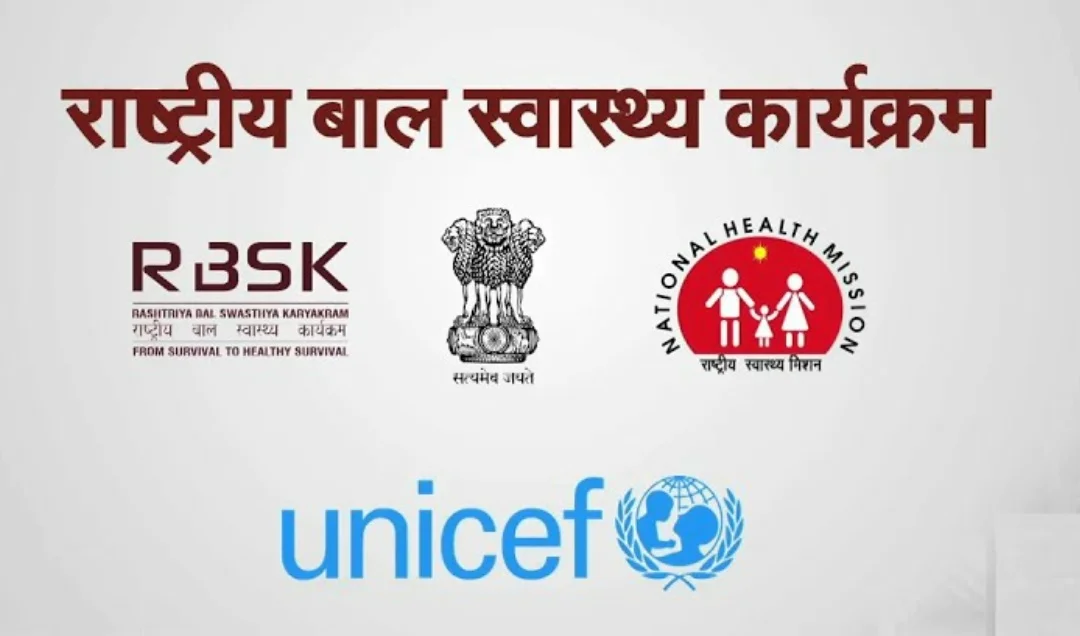 राष्ट्रीय बाल स्वास्थ्य कार्यक्रम
RBSK
RASHTRIYA BAL SWASTHYA KARYAKRAM
राष्ट्रीय बाल स्वास्थ्य कार्यक्रम
FROM SURVIVAL TO HEALTHY SURVIVAL
सत्यमेव जयते
NATIONAL HEALTH MISSION
राष्ट्रीय स्वास्थ्य मिशन
unicef